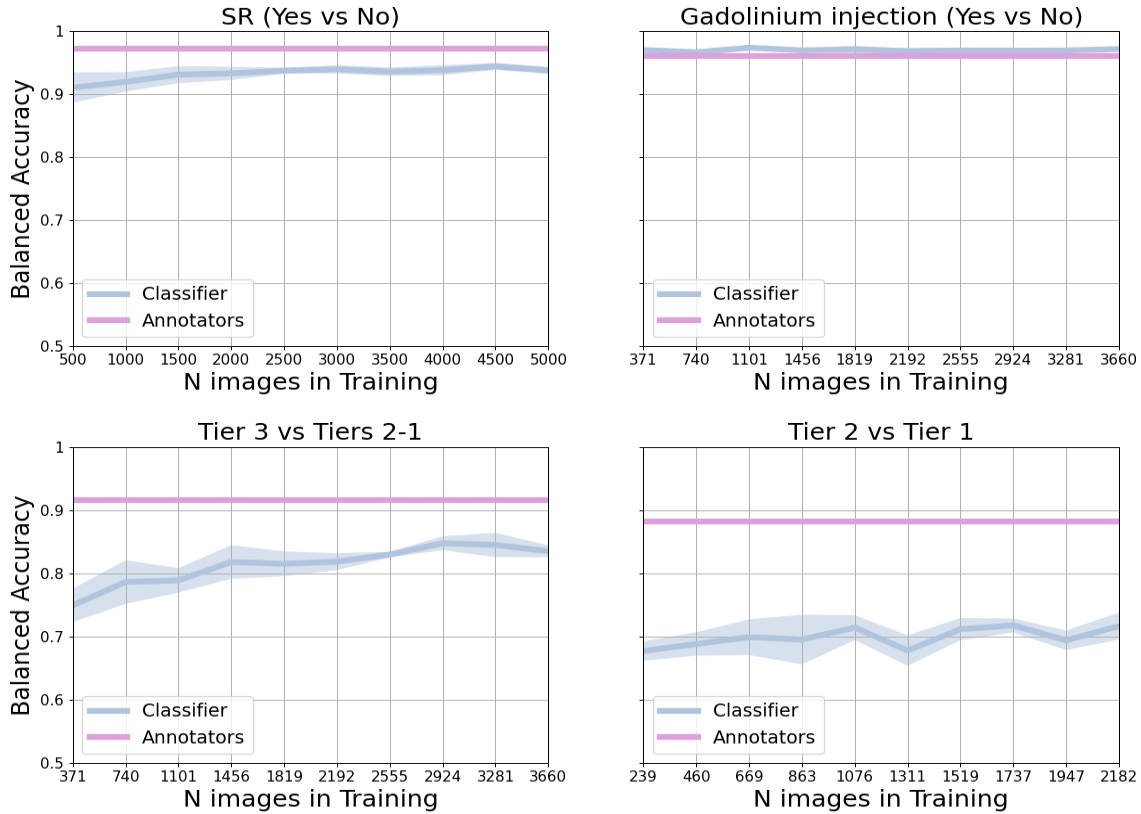 SR (Yes vs No)
Balanced Accuracy
1
0.9
0.8
0.7
0.6
0.5
Classifier
Annotators
500 1000 1500 2000 2500 3000 3500 4000 4500 5000
N images in Training
Gadolinium injection (Yes vs No)
Classifier
Annotators
371 740 1101 1456 1819 2192 2555 2924 3281 3660
N images in Training
Tier 3 vs Tiers 2-1
Balanced Accuracy
1
0.9
0.8
0.7
0.6
0.5
Classifier
Annotators
371 740 1101 1456 1819 2192 2555 2924 3281 3660
N images in Training
Tier 2 vs Tier 1
Classifier
Annotators
239 460 669 863 1076 1311 1519 1737 1947 2182
N images in Training